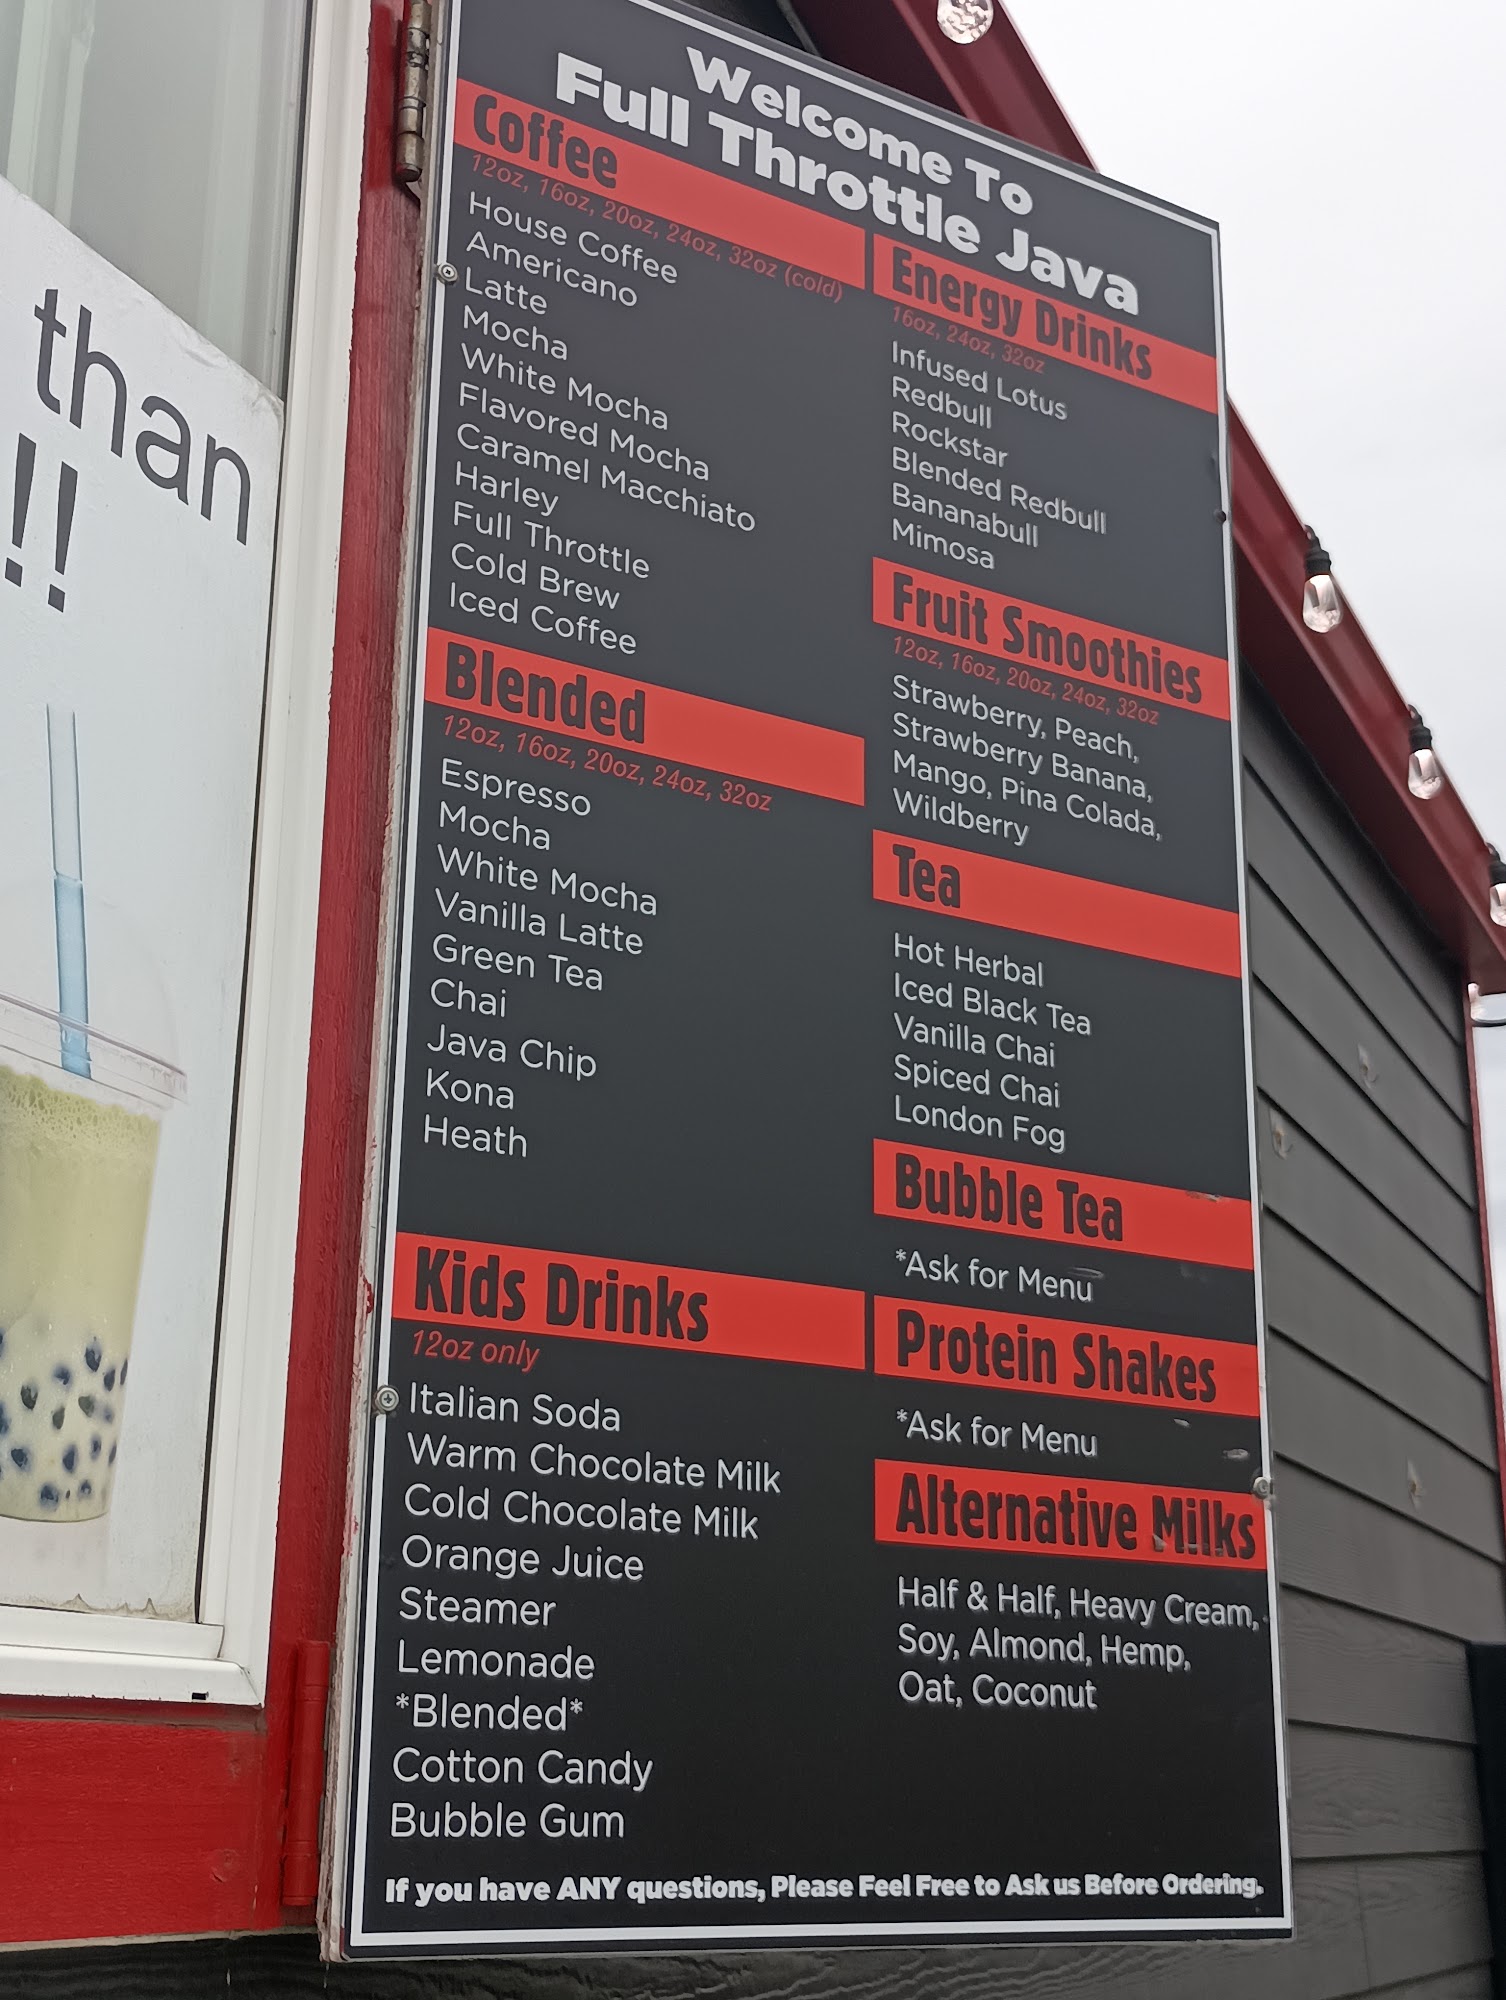 than
!!
Welcome To
Full Throttle Java
Coffee
12oz, 16oz, 20oz, 24oz, 32oz (cold)
House Coffee
Americano
Latte
Mocha
White Mocha
Flavored Mocha
Caramel Macchiato
Harley
Full Throttle
Cold Brew
Iced Coffee
Blended
12oz, 16oz, 20oz, 24oz, 32oz
Espresso
Mocha
White Mocha
Vanilla Latte
Green Tea
Chai
Java Chip
Kona
Heath
Kids Drinks
12oz only
Italian Soda
Warm Chocolate Milk
Cold Chocolate Milk
Orange Juice
Steamer
Lemonade
*Blended*
Cotton Candy
Bubble Gum
Energy Drinks
16oz, 24oz, 32oz
Infused Lotus
Redbull
Rockstar
Blended Redbull
Bananabull
Mimosa
Fruit Smoothies
12oz, 16oz, 20oz, 24oz, 32oz
Strawberry, Peach,
Strawberry Banana,
Mango, Pina Colada,
Wildberry
Tea
Hot Herbal
Iced Black Tea
Vanilla Chai
Spiced Chai
London Fog
Bubble Tea
*Ask for Menu
Protein Shakes
*Ask for Menu
Alternative Milks
Half & Half, Heavy Cream,
Soy, Almond, Hemp,
Oat, Coconut
If you have ANY questions, Please Feel Free to Ask us Before Ordering.